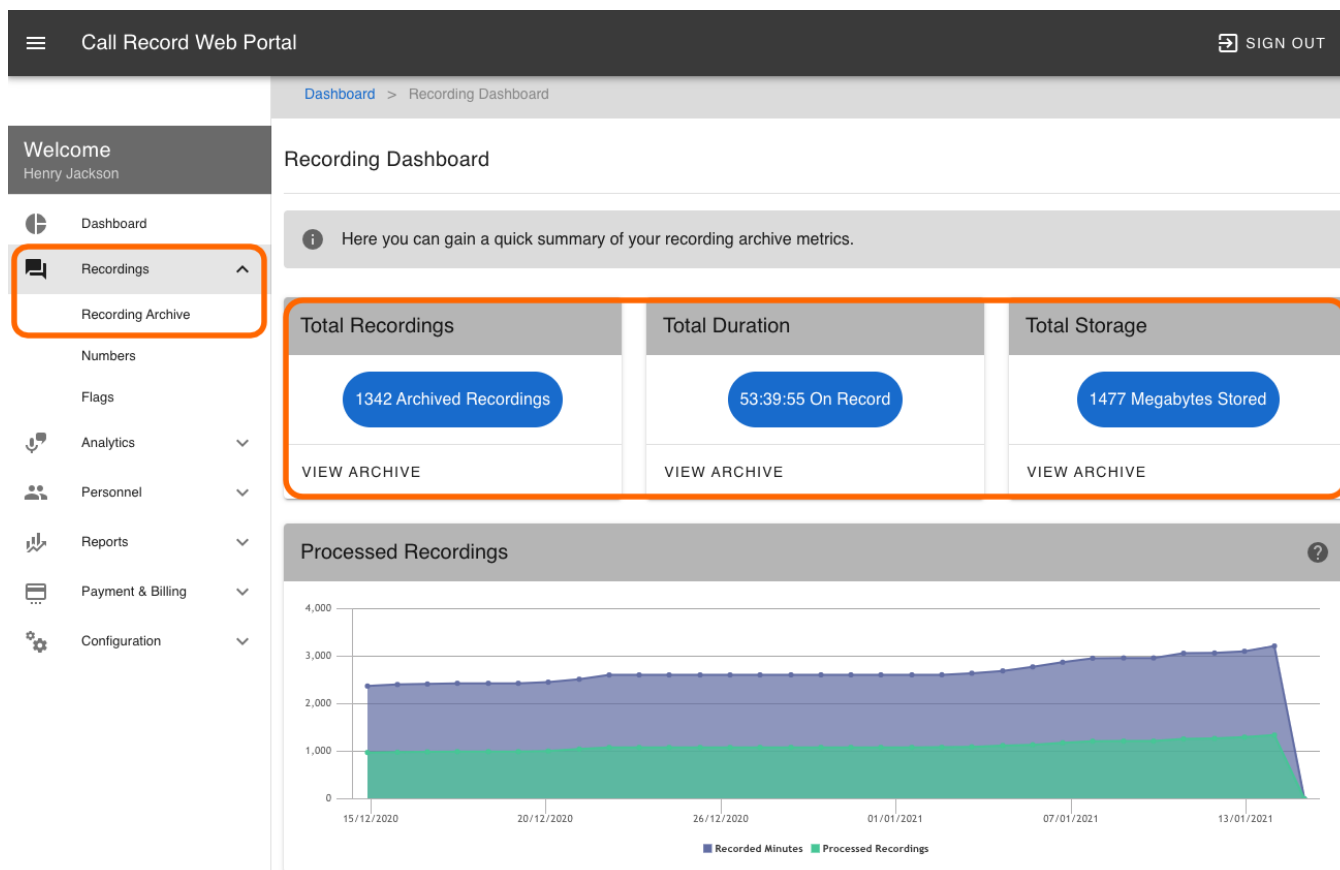 Call Record Web Portal
SIGN OUT
Dashboard > Recording Dashboard
Welcome
Henry Jackson
Dashboard
Recordings
Recording Archive
Numbers
Flags
Analytics
Personnel
Reports
Payment & Billing
Configuration
Recording Dashboard
Here you can gain a quick summary of your recording archive metrics.
Total Recordings
1342 Archived Recordings
VIEW ARCHIVE
Total Duration
53:39:55 On Record
VIEW ARCHIVE
Total Storage
1477 Megabytes Stored
VIEW ARCHIVE
Processed Recordings
4,000
3,000
2,000
1,000
0
15/12/2020 20/12/2020 26/12/2020 01/01/2021 07/01/2021 13/01/2021
Recorded Minutes Processed Recordings